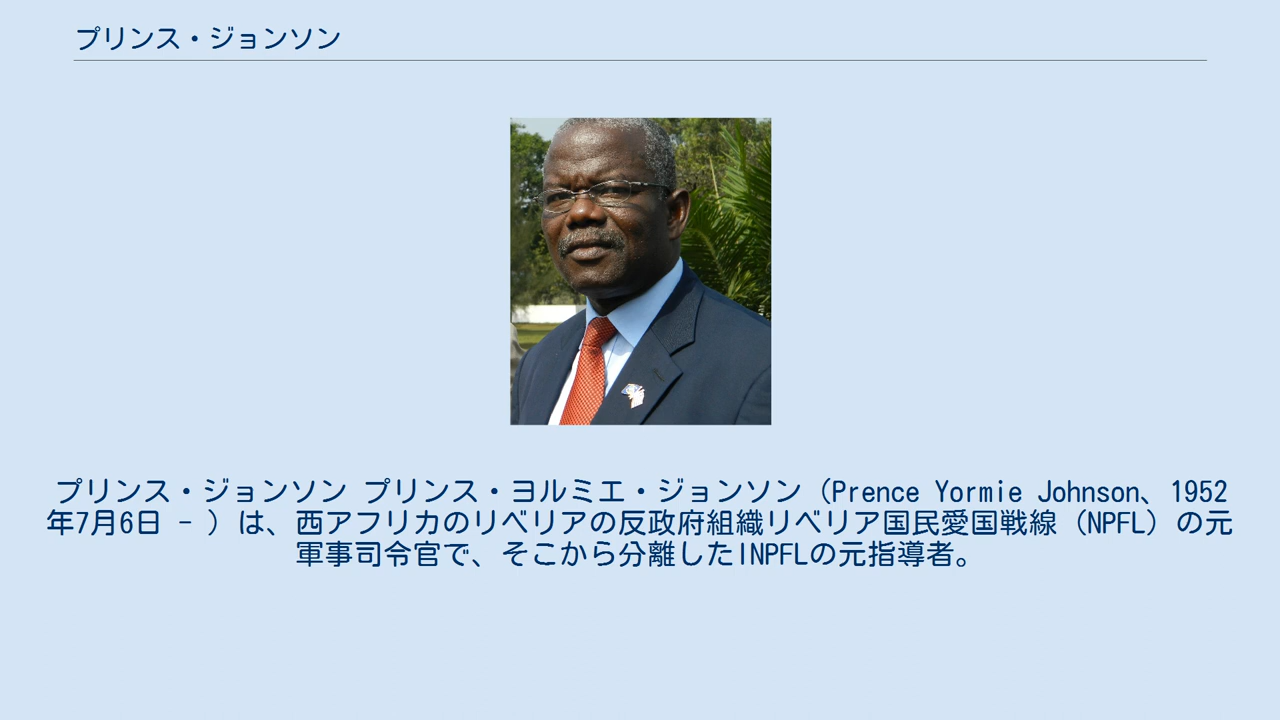 プリンス・ジョンソン
プリンス・ジョンソン プリンス・ヨルミエ・ジョンソン（Prence Yormie Johnson、1952
年7月6日 - ）は、西アフリカのリベリアの反政府組織リベリア国民愛国戦線（NPFL）の元
軍事司令官で、そこから分離したINPFLの元指導者。